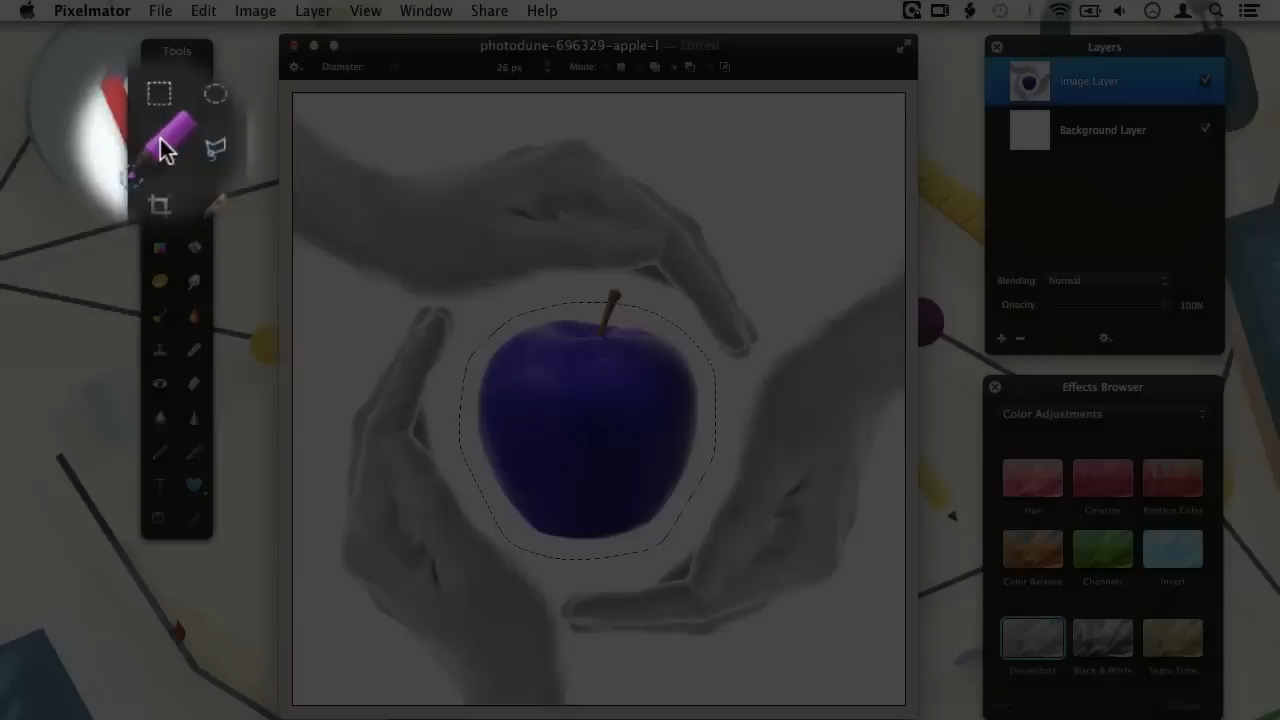 Pixelmator File Edit Image Layer View Window Share Help
Tools
photodune-696329-apple-l — Edited
Diameter: 26 px Mode:
Layers
Image Layer
Background Layer
Blending: Normal
Opacity: 100%
Effects Browser
Color Adjustments
Hue Colorize Replace Color
Color Balance Channels Invert
Desaturate Black & White Sepia Tone